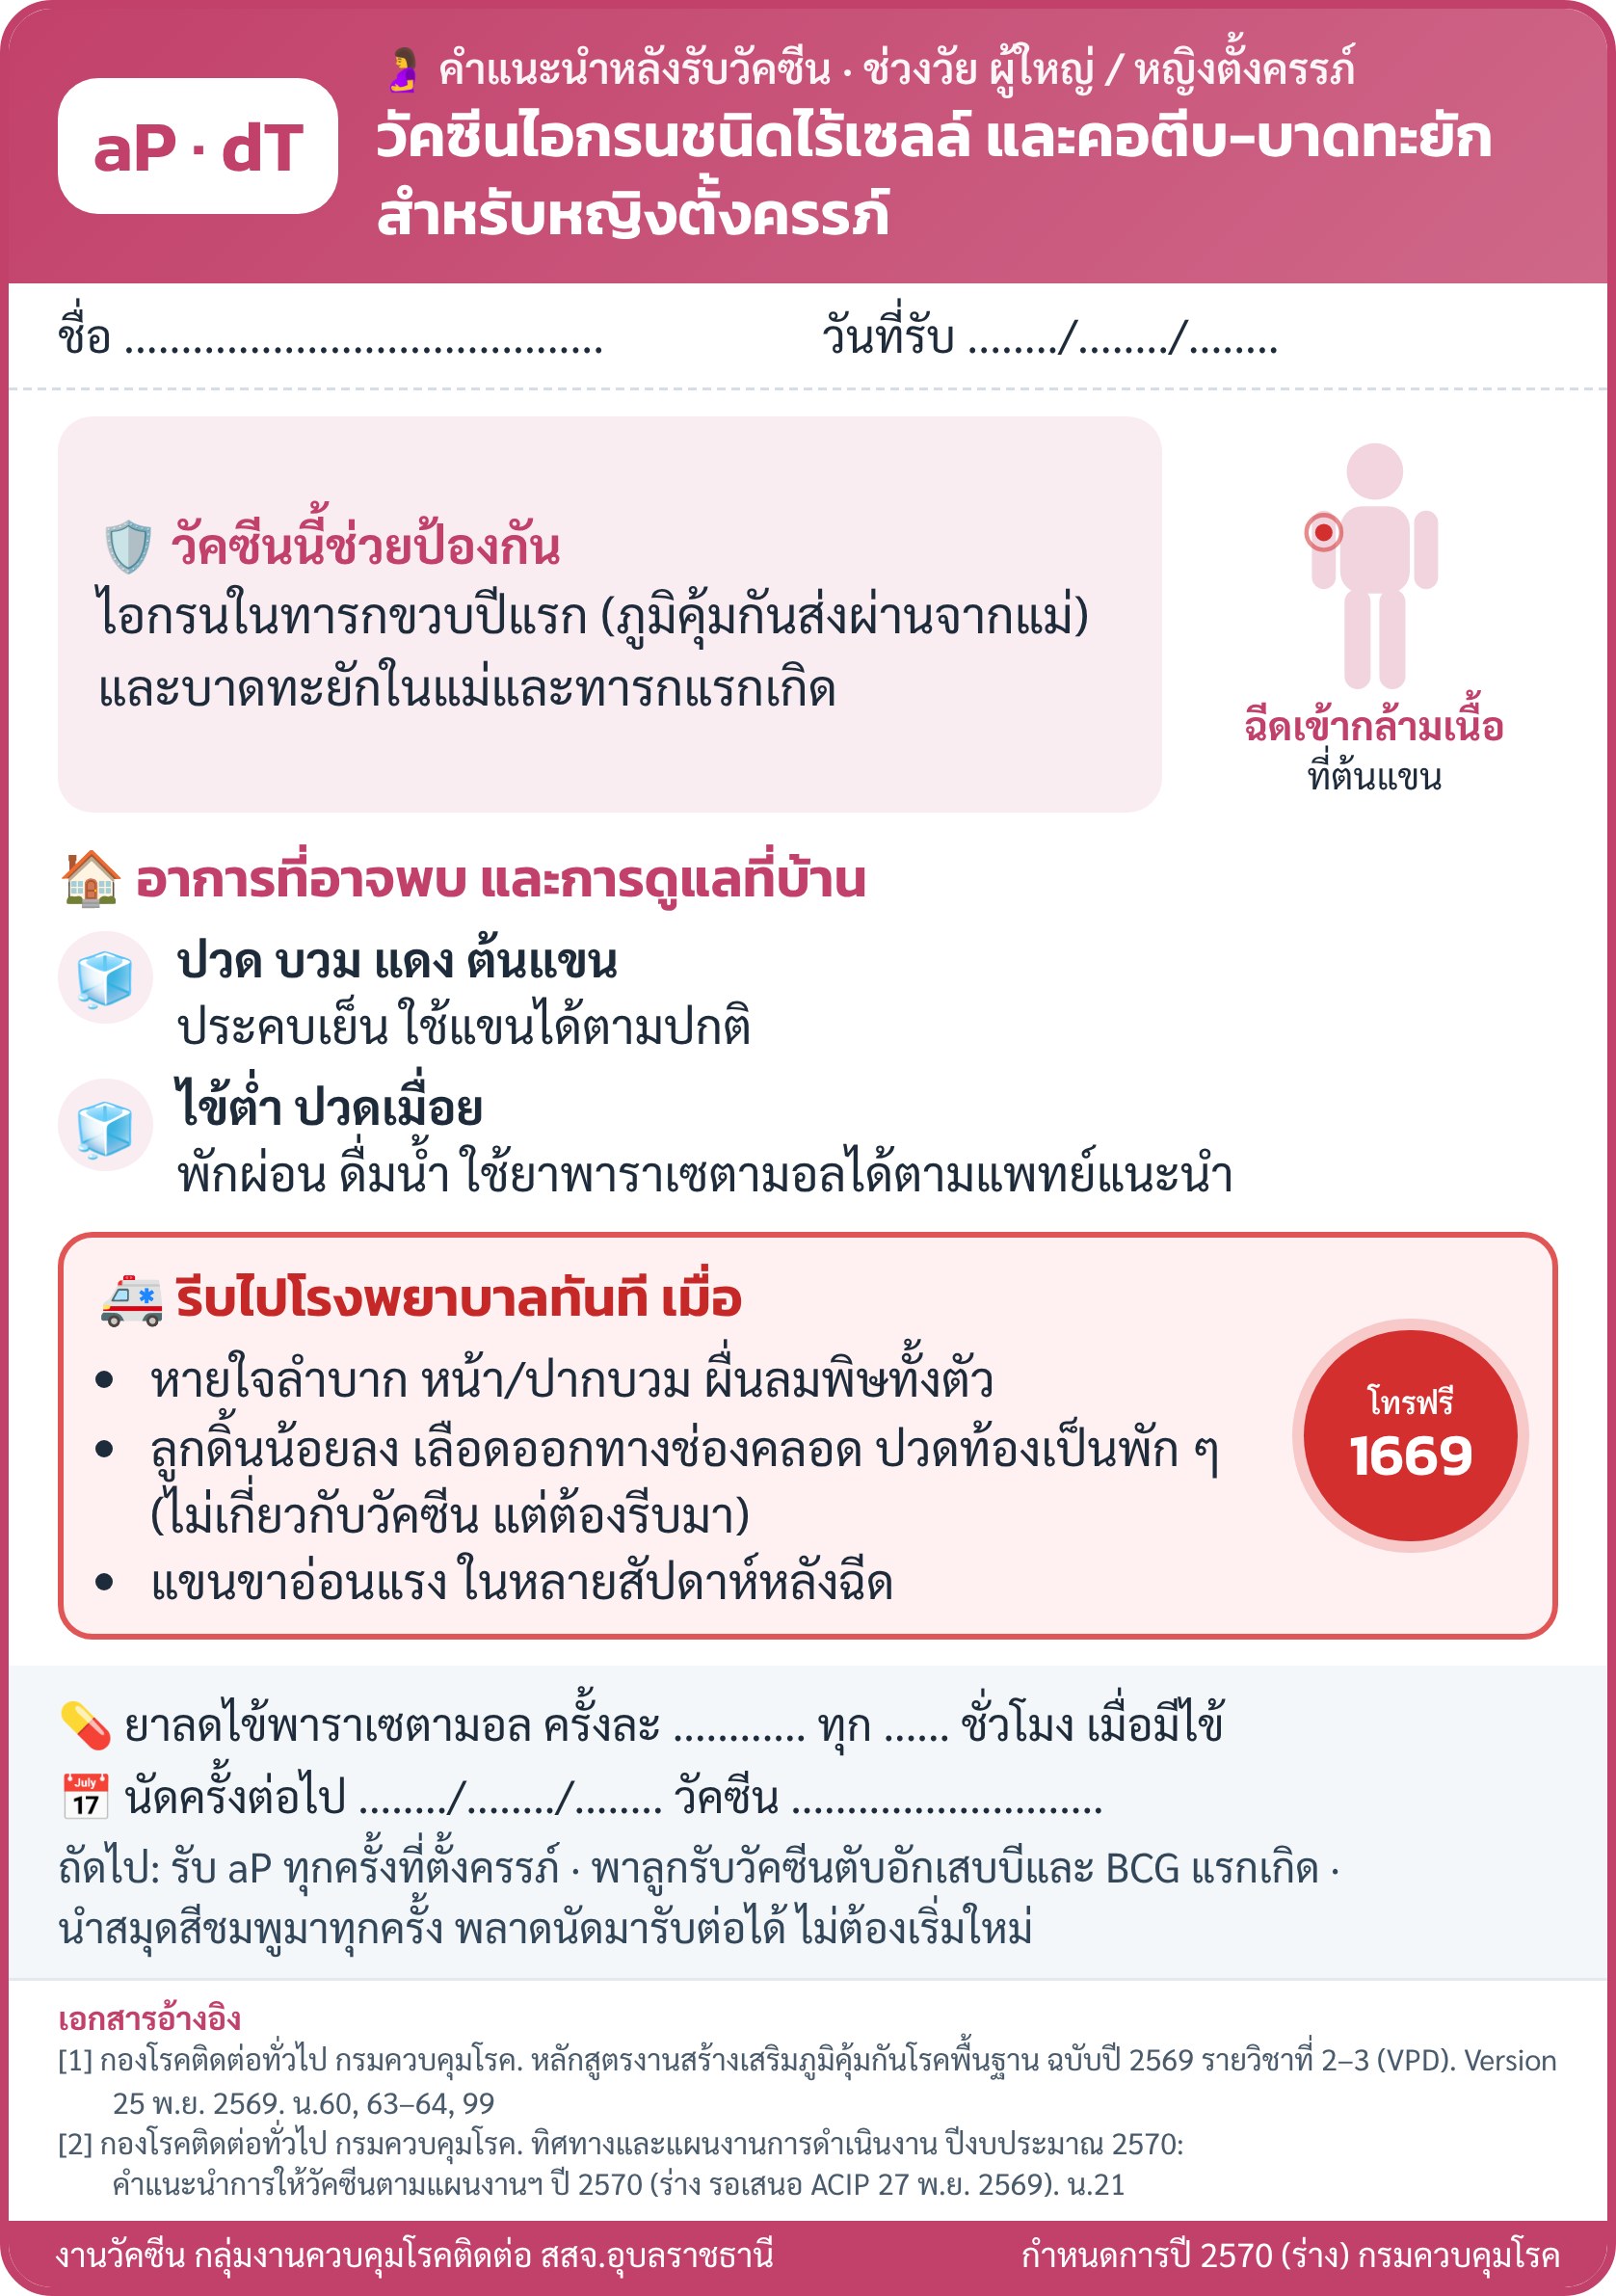 aP · dT
คำแนะนำหลังรับวัคซีน · ช่วงวัย ผู้ใหญ่ / หญิงตั้งครรภ์
วัคซีนไอกรนชนิดไร้เซลล์ และคอตีบ-บาดทะยัก
สำหรับหญิงตั้งครรภ์
ชื่อ ........................................... วันที่รับ ......../......../........
วัคซีนนี้ช่วยป้องกัน
ไอกรนในทารกขวบปีแรก (ภูมิคุ้มกันส่งผ่านจากแม่)
และบาดทะยักในแม่และทารกแรกเกิด
ฉีดเข้ากล้ามเนื้อ
ที่ต้นแขน
อาการที่อาจพบ และการดูแลที่บ้าน
ปวด บวม แดง ต้นแขน
ประคบเย็น ใช้แขนได้ตามปกติ
ไข้ต่ำ ปวดเมื่อย
พักผ่อน ดื่มน้ำ ใช้ยาพาราเซตามอลได้ตามแพทย์แนะนำ
รีบไปโรงพยาบาลทันที เมื่อ
• หายใจลำบาก หน้า/ปากบวม ผื่นลมพิษทั้งตัว
• ลูกดิ้นน้อยลง เลือดออกทางช่องคลอด ปวดท้องเป็นพัก ๆ
(ไม่เกี่ยวกับวัคซีน แต่ต้องรีบมา)
• แขนขาอ่อนแรง ในหลายสัปดาห์หลังฉีด
โทรฟรี
1669
ยาลดไข้พาราเซตามอล ครั้งละ ............ ทุก ...... ชั่วโมง เมื่อมีไข้
July
17
นัดครั้งต่อไป ......../......../........ วัคซีน ............................
ถัดไป: รับ aP ทุกครั้งที่ตั้งครรภ์ · พาลูกรับวัคซีนตับอักเสบบีและ BCG แรกเกิด ·
นำสมุดสีชมพูมาทุกครั้ง พลาดนัดมารับต่อได้ ไม่ต้องเริ่มใหม่
เอกสารอ้างอิง
[1] กองโรคติดต่อทั่วไป กรมควบคุมโรค. หลักสูตรงานสร้างเสริมภูมิคุ้มกันโรคพื้นฐาน ฉบับปี 2569 รายวิชาที่ 2–3 (VPD). Version
25 พ.ย. 2569. น.60, 63–64, 99
[2] กองโรคติดต่อทั่วไป กรมควบคุมโรค. ทิศทางและแผนงานการดำเนินงาน ปีงบประมาณ 2570:
คำแนะนำการให้วัคซีนตามแผนงานฯ ปี 2570 (ร่าง รอเสนอ ACIP 27 พ.ย. 2569). น.21
งานวัคซีน กลุ่มงานควบคุมโรคติดต่อ สสจ.อุบลราชธานี
กำหนดการปี 2570 (ร่าง) กรมควบคุมโรค